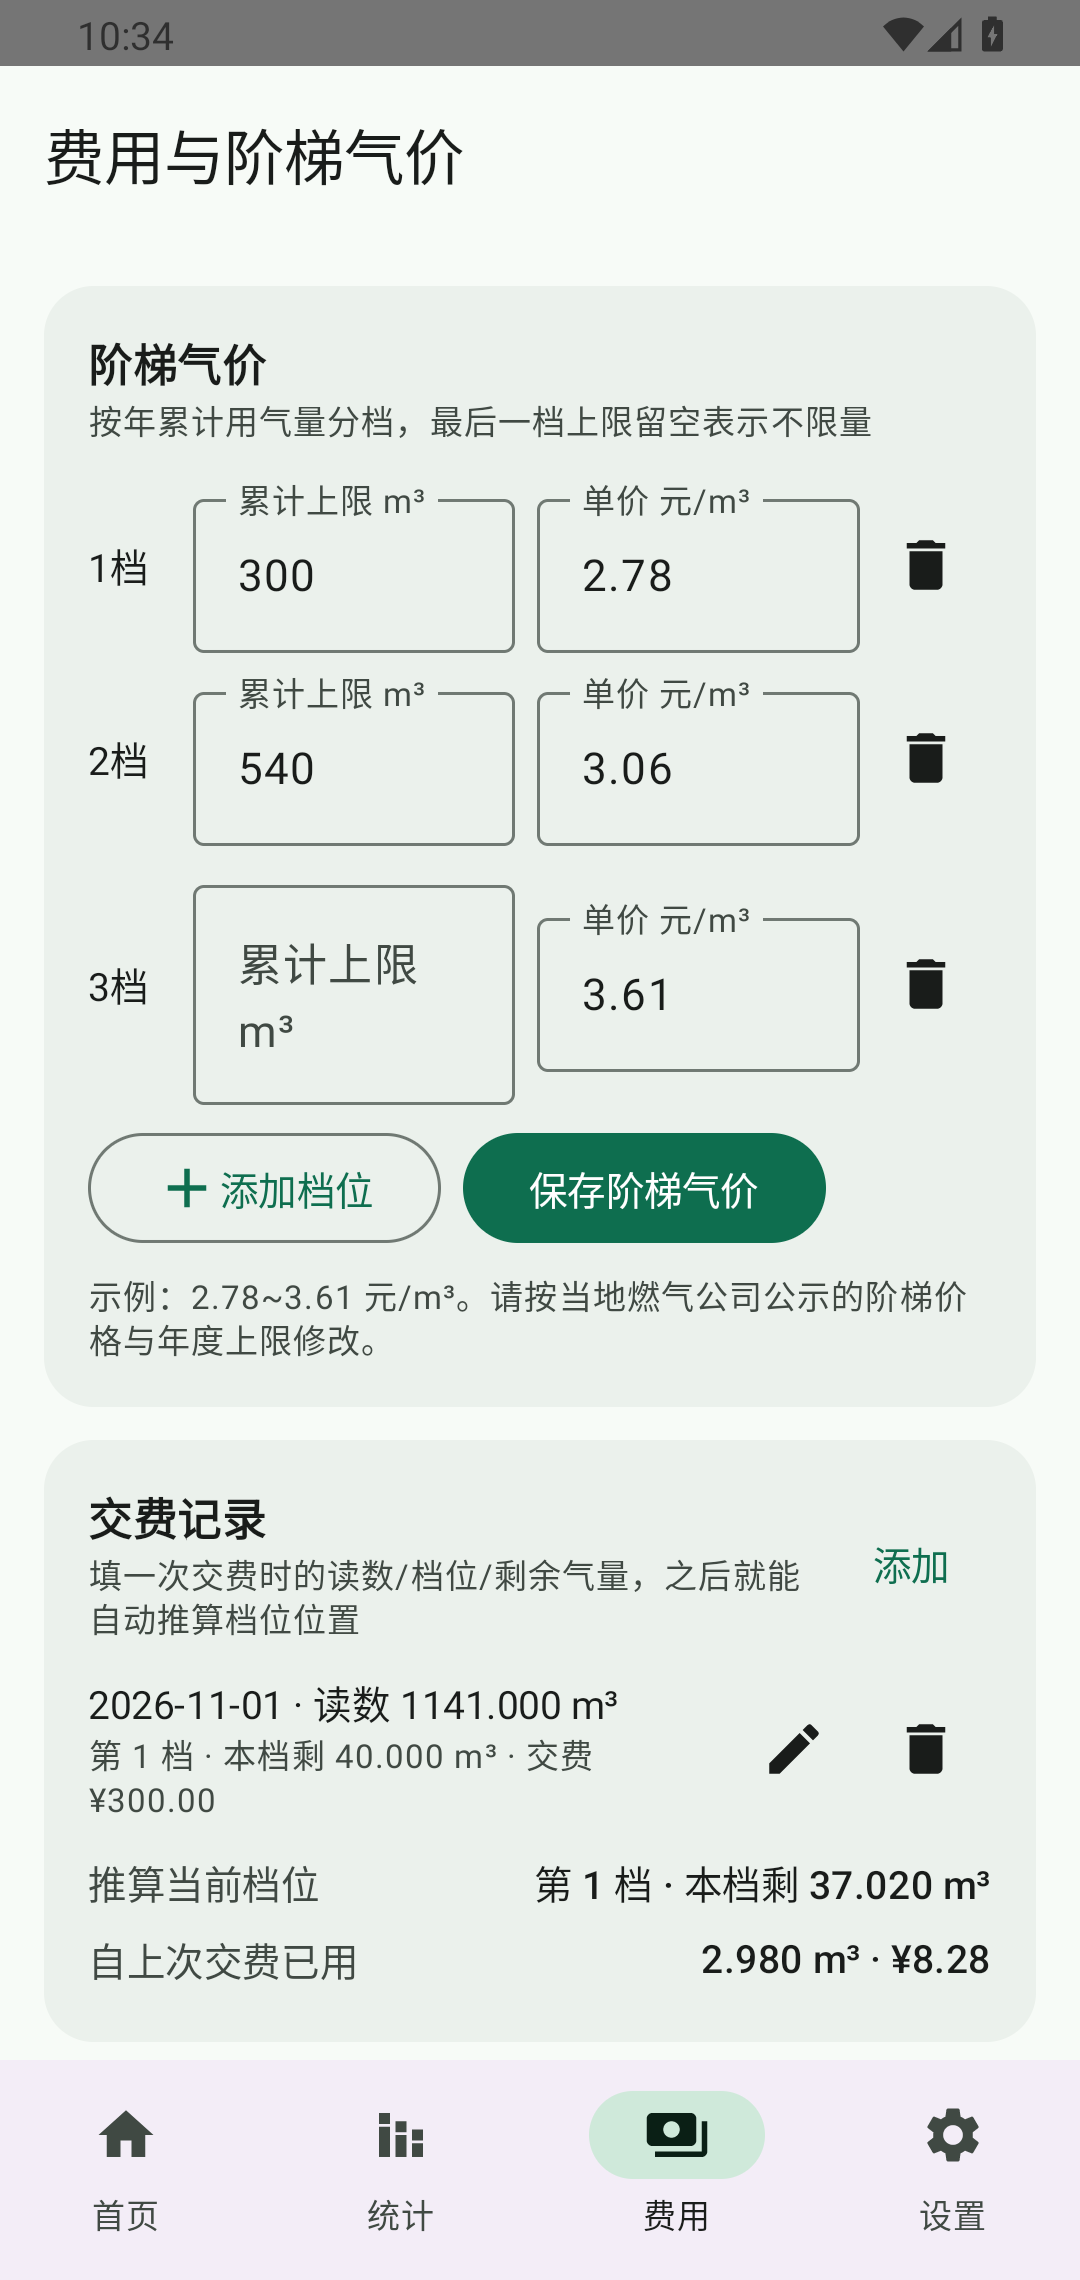 10:34
费用与阶梯气价
阶梯气价
按年累计用气量分档，最后一档上限留空表示不限量
累计上限 m³
单价 元/m³
1档
300
2.78
累计上限 m³
单价 元/m³
2档
540
3.06
单价 元/m³
3档
累计上限
m³
3.61
添加档位
保存阶梯气价
示例：2.78~3.61 元/m³。请按当地燃气公司公示的阶梯价
格与年度上限修改。
交费记录
填一次交费时的读数/档位/剩余气量，之后就能
自动推算档位位置
添加
2026-11-01 · 读数 1141.000 m³
第 1 档 · 本档剩 40.000 m³ · 交费
¥300.00
推算当前档位
第 1 档 · 本档剩 37.020 m³
自上次交费已用
2.980 m³ · ¥8.28
首页
统计
费用
设置